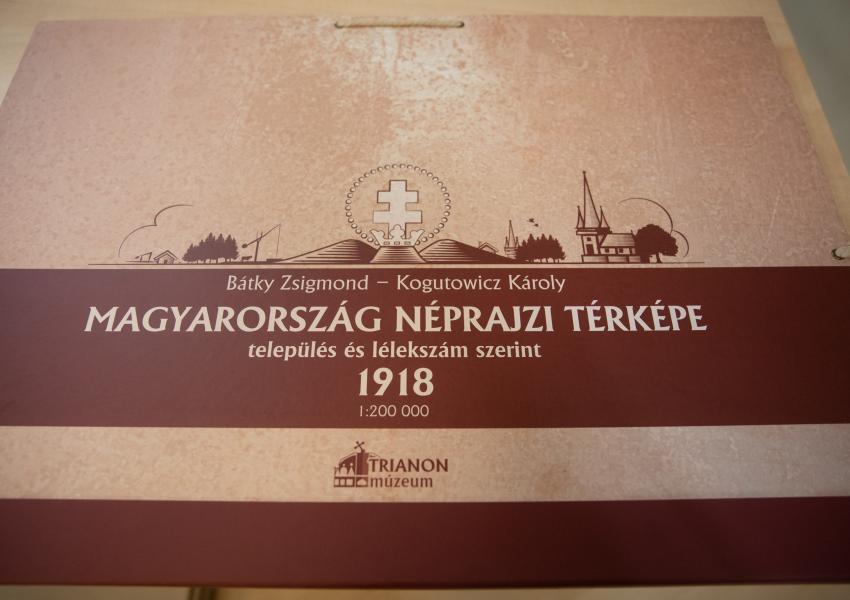 Bátky Zsigmond – Kogutowicz Károly
MAGYARORSZÁG NÉPRAJZI TÉRKÉPE
település és lélekszám szerint
1918
1:200 000
TRIANON
múzeum